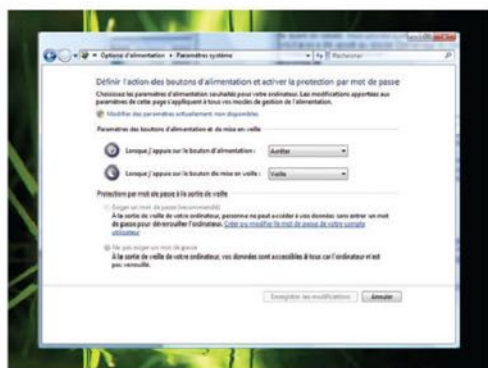 Options d'alimentation ▸ Paramètres système
Rechercher
Définir l'action des boutons d'alimentation et activer la protection par mot de passe
Choisissez les paramètres d'alimentation souhaités pour votre ordinateur. Les modifications apportées aux
paramètres de cette page s'appliquent à tous vos modes de gestion de l'alimentation.
Modifier des paramètres actuellement non disponibles
Paramètres des boutons d'alimentation et de mise en veille
Lorsque j'appuie sur le bouton d'alimentation :
Arrêter
Lorsque j'appuie sur le bouton de mise en veille :
Veille
Protection par mot de passe à la sortie de veille
Exiger un mot de passe (recommandé)
À la sortie de veille de votre ordinateur, personne ne peut accéder à vos données sans entrer un mot
de passe pour déverrouiller l'ordinateur. Créer ou modifier le mot de passe de votre compte
utilisateur
Ne pas exiger un mot de passe
À la sortie de veille de votre ordinateur, vos données sont accessibles à tous car l'ordinateur n'est
pas verrouillé.
Enregistrer les modifications
Annuler